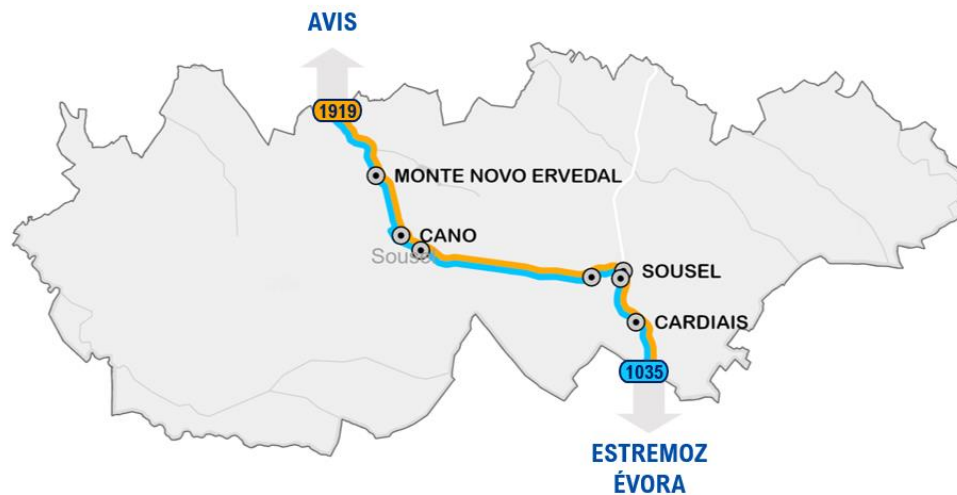 AVIS
1919
MONTE NOVO ERVEDAL
CANO
Sousel
SOUSEL
CARDIAIS
1035
ESTREMOZ
ÉVORA